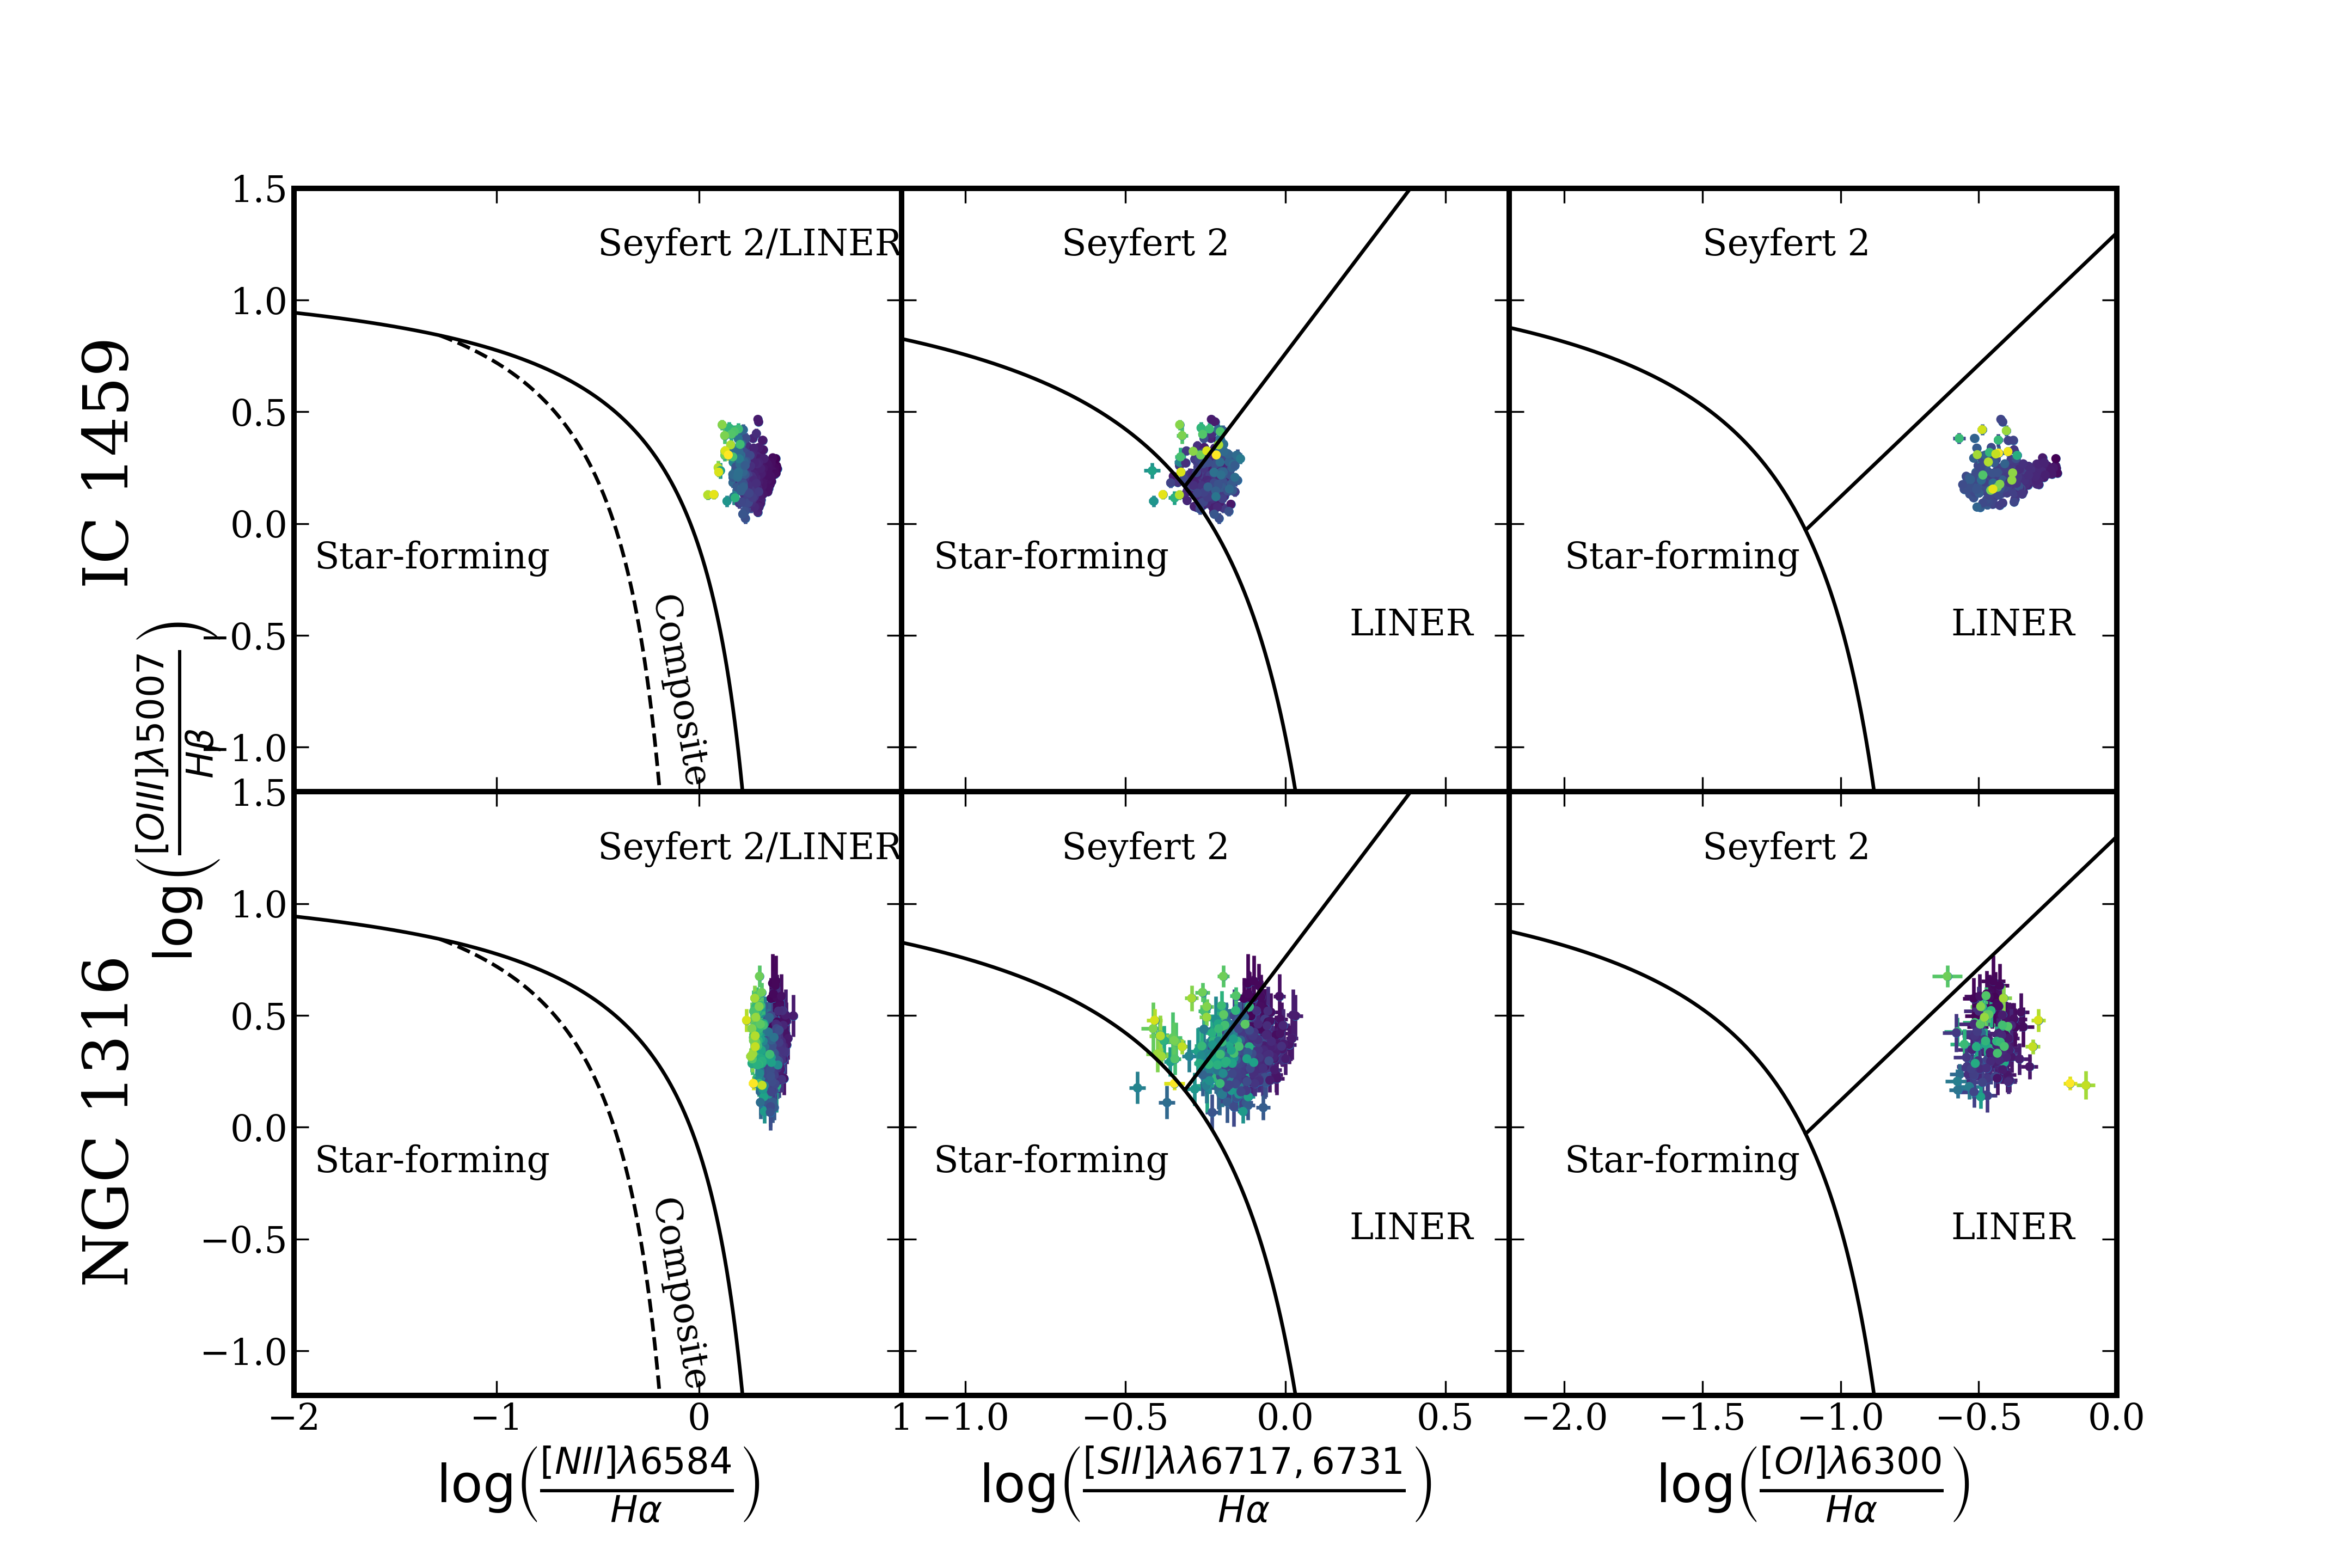 IC 1459
NGC 1316
log([OIII]λ5007/Hβ)
1.5
1.0
0.5
0.0
−0.5
−1.0
Seyfert 2/LINER
Star-forming
Composite
Seyfert 2
Star-forming
LINER
Seyfert 2
Star-forming
LINER
1.5
1.0
0.5
0.0
−0.5
−1.0
Seyfert 2/LINER
Star-forming
Composite
Seyfert 2
Star-forming
LINER
Seyfert 2
Star-forming
LINER
−2 −1 0 1
−1.0 −0.5 0.0 0.5
−2.0 −1.5 −1.0 −0.5 0.0
log([NII]λ6584/Hα)
log([SII]λλ6717,6731/Hα)
log([OI]λ6300/Hα)